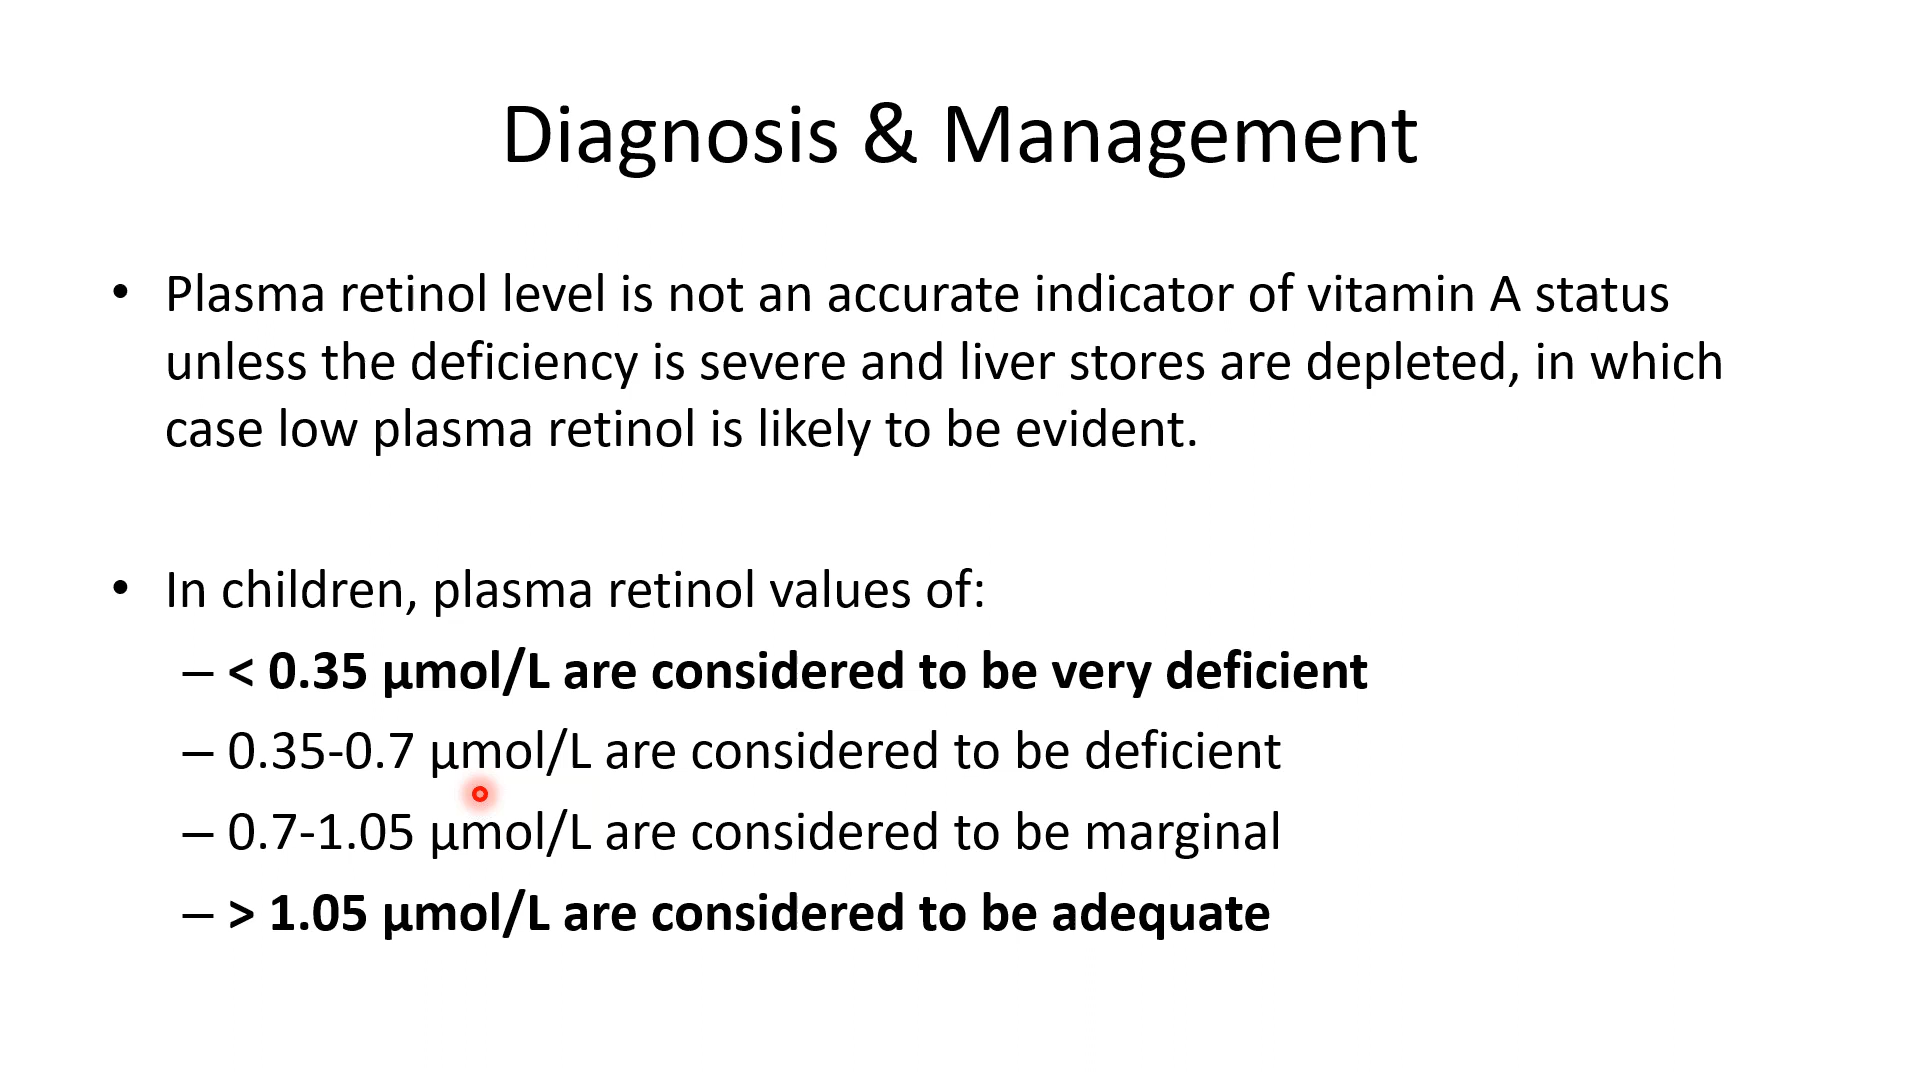 Diagnosis & Management
• Plasma retinol level is not an accurate indicator of vitamin A status
unless the deficiency is severe and liver stores are depleted, in which
case low plasma retinol is likely to be evident.
• In children, plasma retinol values of:
– < 0.35 µmol/L are considered to be very deficient
– 0.35-0.7 µmol/L are considered to be deficient
– 0.7-1.05 µmol/L are considered to be marginal
– > 1.05 µmol/L are considered to be adequate